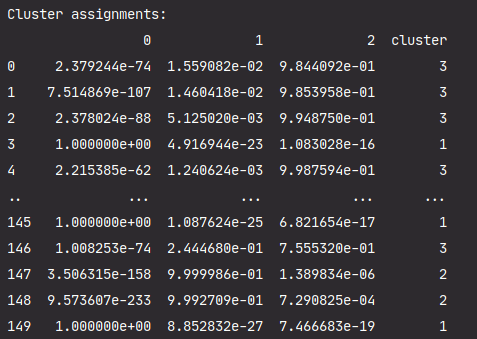 Cluster assignments:
0 1 2 cluster
0 2.379244e-74 1.559082e-02 9.844092e-01 3
1 7.514869e-107 1.460418e-02 9.853958e-01 3
2 2.378024e-88 5.125020e-03 9.948750e-01 3
3 1.000000e+00 4.916944e-23 1.083028e-16 1
4 2.215385e-62 1.240624e-03 9.987594e-01 3
.. ... ... ... ...
145 1.000000e+00 1.087624e-25 6.821654e-17 1
146 1.008253e-74 2.444680e-01 7.555320e-01 3
147 3.506315e-158 9.999986e-01 1.389834e-06 2
148 9.573607e-233 9.992709e-01 7.290825e-04 2
149 1.000000e+00 8.852832e-27 7.466683e-19 1